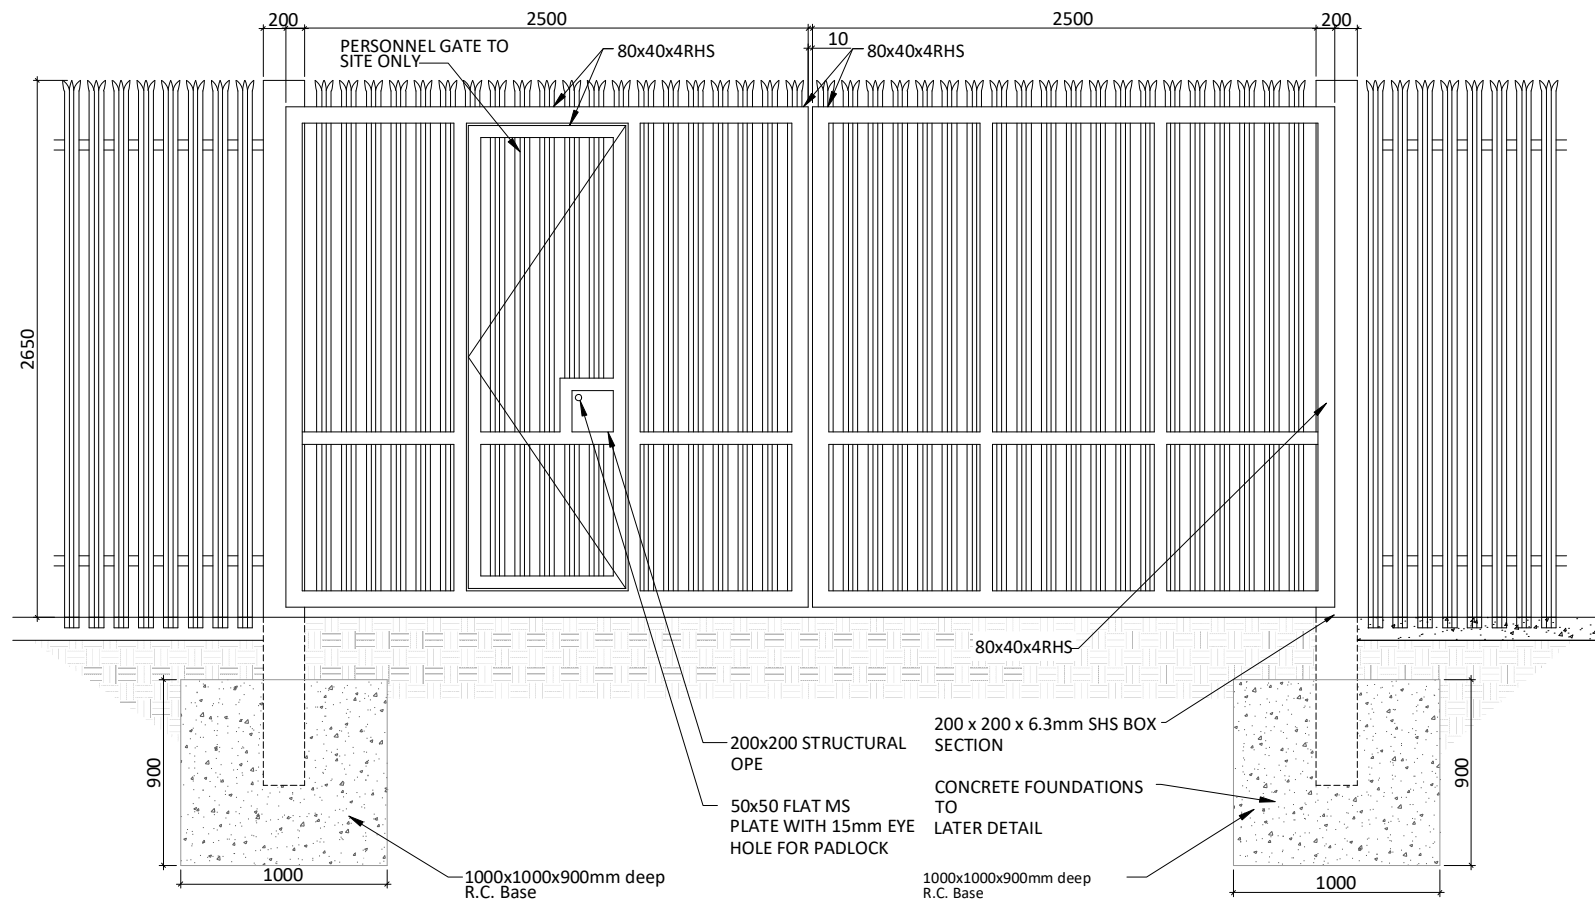 200
2500
2500
200
10
PERSONNEL GATE TO
SITE ONLY
80x40x4RHS
80x40x4RHS
2650
80x40x4RHS
200x200 STRUCTURAL
OPE
200 x 200 x 6.3mm SHS BOX
SECTION
900
900
50x50 FLAT MS
PLATE WITH 15mm EYE
HOLE FOR PADLOCK
CONCRETE FOUNDATIONS
TO
LATER DETAIL
1000
1000x1000x900mm deep
R.C. Base
1000x1000x900mm deep
R.C. Base
1000